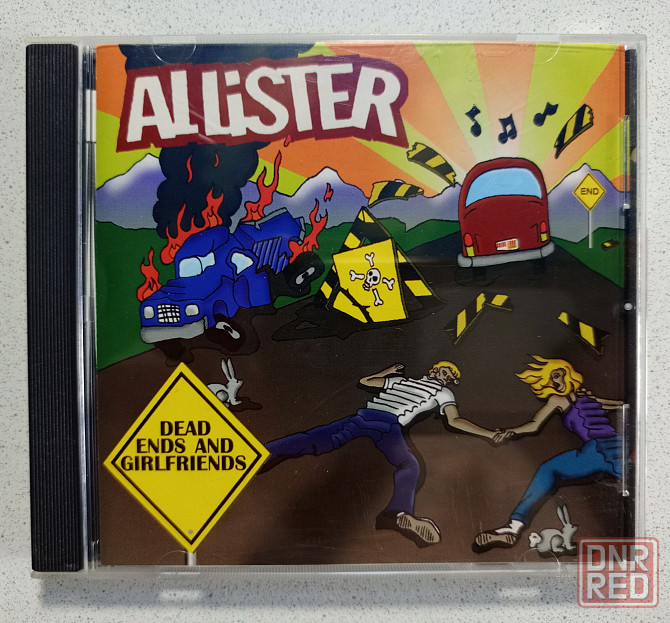 ALLiSTER
END
DEAD
ENDS AND
GIRLFRIENDS
DNR
RED